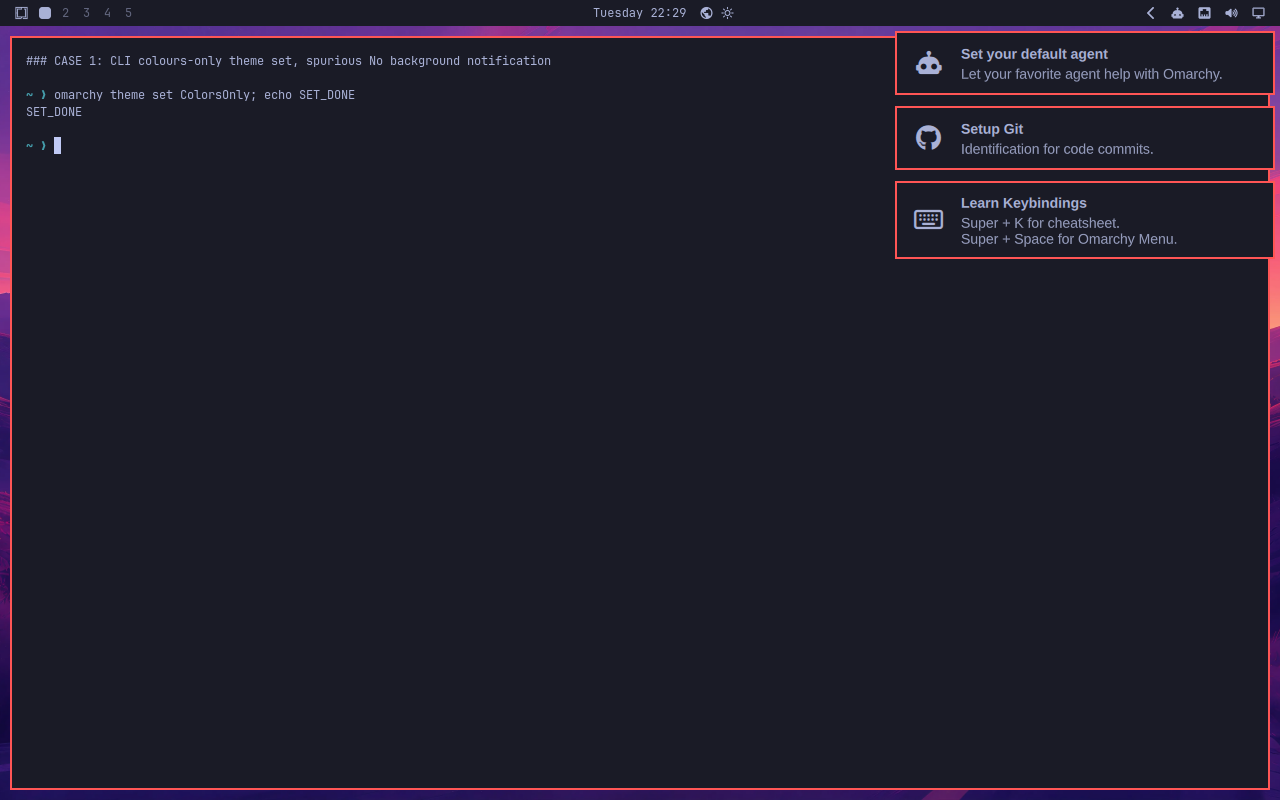 2 3 4 5
Tuesday 22:29
### CASE 1: CLI colours-only theme set, spurious No background notification
~ ❯ omarchy theme set ColorsOnly; echo SET_DONE
SET_DONE
~ ❯
Set your default agent
Let your favorite agent help with Omarchy.
Setup Git
Identification for code commits.
Learn Keybindings
Super + K for cheatsheet.
Super + Space for Omarchy Menu.